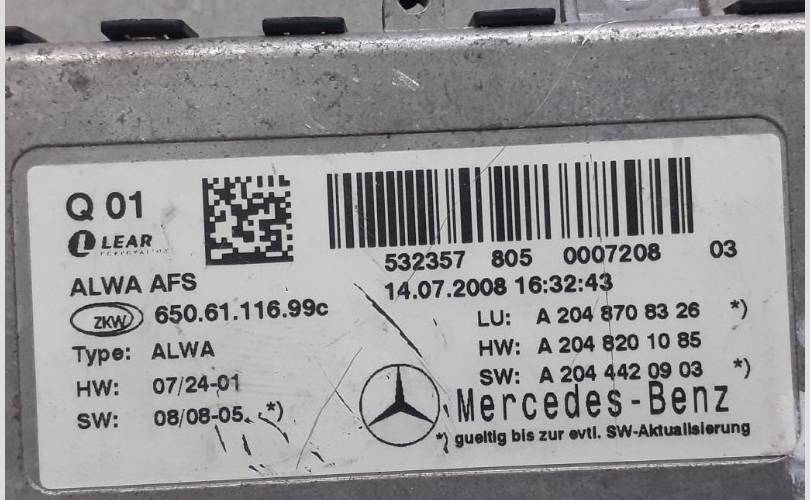 Q 01
LEAR
CORPORATION
532357 805 0007208 03
14.07.2008 16:32:43
ALWA AFS
ZKW 650.61.116.99c
Type: ALWA
HW: 07/24-01
SW: 08/08-05 *)
LU: A 204 870 83 26 *)
HW: A 204 820 10 85
SW: A 204 442 09 03 *)
Mercedes-Benz
*) gueltig bis zur evtl. SW-Aktualisierung